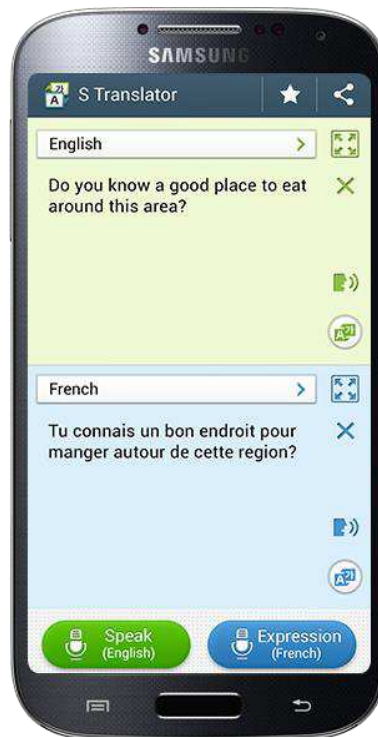 SAMSUNG
S Translator
English
Do you know a good place to eat
around this area?
French
Tu connais un bon endroit pour
manger autour de cette region?
Speak
(English)
Expression
(French)